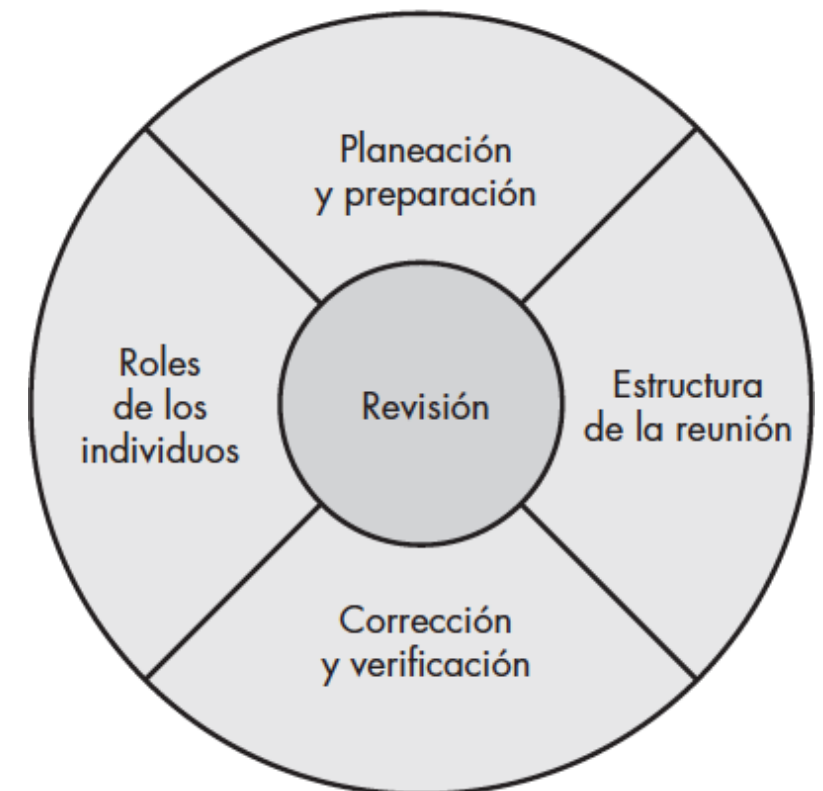 Planeación
y preparación
Roles
de los
individuos
Revisión
Estructura
de la reunión
Corrección
y verificación